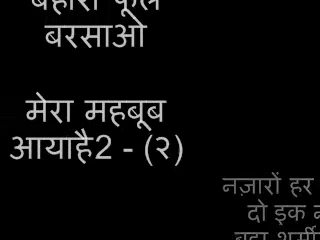 बहारों फूल
बरसाओ
मेरा महबूब
आयाहै2 - (२)
नज़ारों हर
दो इक